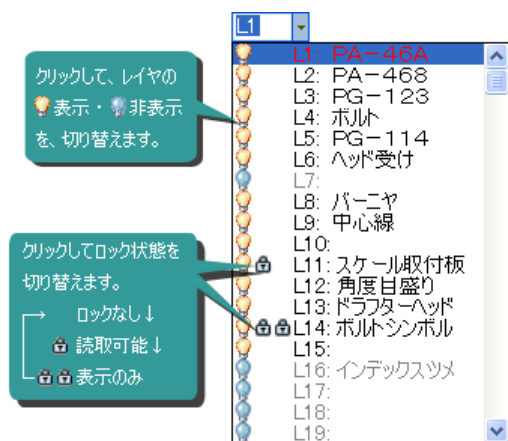 L1
クリックして、レイヤの
表示・非表示
を、切り替えます。
クリックしてロック状態を
切り替えます。
→ ロックなし↓
読取可能↓
表示のみ
L1: PA-46A
L2: PA-468
L3: PG-123
L4: ボルト
L5: PG-114
L6: ヘッド受け
L7:
L8: バーニヤ
L9: 中心線
L10:
L11: スケール取付板
L12: 角度目盛り
L13: ドラフターヘッド
L14: ボルトシンボル
L15:
L16: インデックスツメ
L17:
L18:
L19: